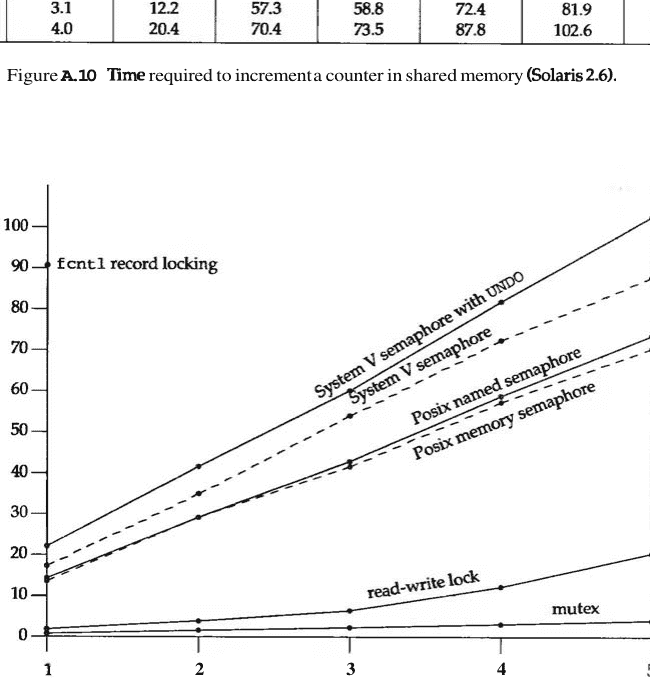 3.1 12.2 57.3 58.8 72.4 81.9
4.0 20.4 70.4 73.5 87.8 102.6
Figure A.10 Time required to increment a counter in shared memory (Solaris 2.6).
100
90 fcntl record locking
80
70
60
50
40
30
20
10
0
System V semaphore with UNDO
System V semaphore
Posix named semaphore
Posix memory semaphore
read-write lock
mutex
1 2 3 4